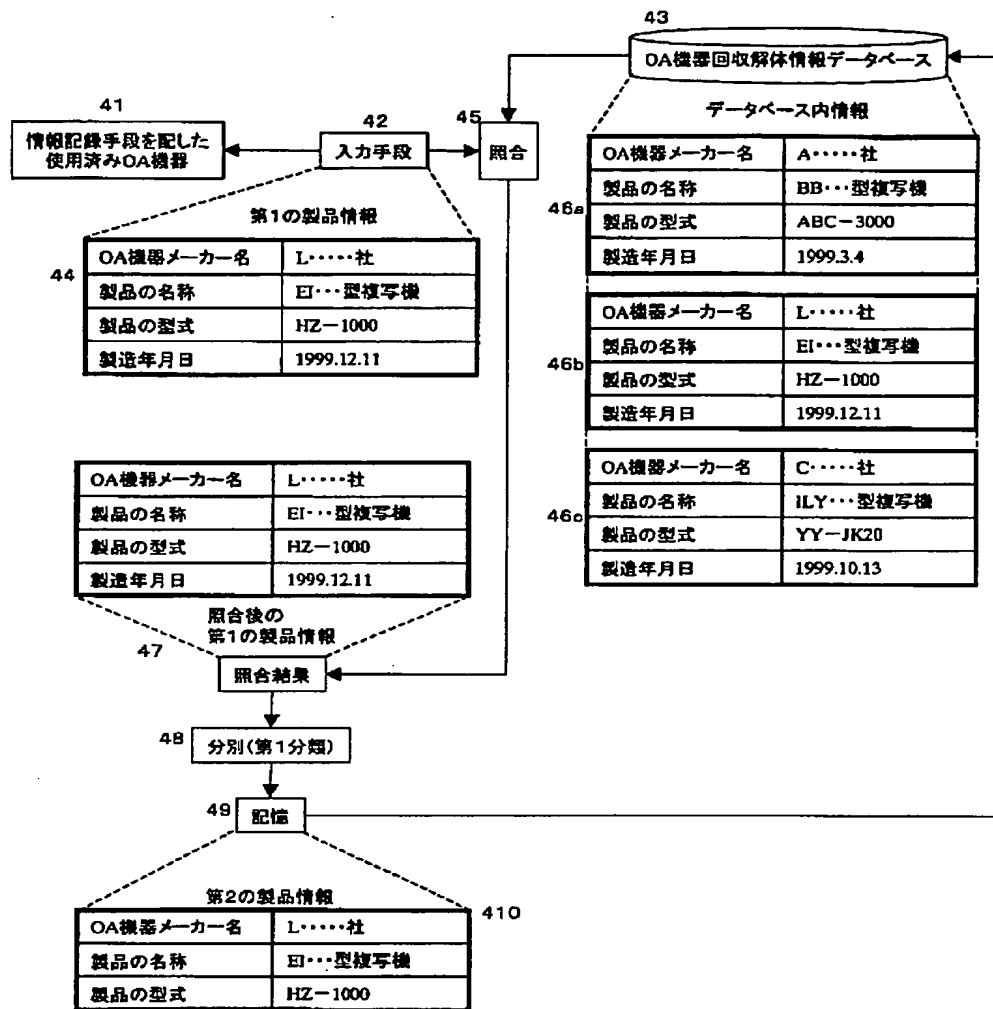 43
OA機器回収解体情報データベース
データベース内情報
41
情報記録手段を配した
使用済みOA機器
42
入力手段
45
照合
46a
OA機器メーカー名 A・・・・・社
製品の名称 BB・・・型複写機
製品の型式 ABC-3000
製造年月日 1999.3.4
第1の製品情報
44
OA機器メーカー名 L・・・・・社
製品の名称 EI・・・型複写機
製品の型式 HZ-1000
製造年月日 1999.12.11
46b
OA機器メーカー名 L・・・・・社
製品の名称 EI・・・型複写機
製品の型式 HZ-1000
製造年月日 1999.12.11
46c
OA機器メーカー名 C・・・・・社
製品の名称 ILY・・・型複写機
製品の型式 YY-JK20
製造年月日 1999.10.13
OA機器メーカー名 L・・・・・社
製品の名称 EI・・・型複写機
製品の型式 HZ-1000
製造年月日 1999.12.11
照合後の
第1の製品情報
47
照合結果
48
分別(第1分類)
49
記憶
第2の製品情報
410
OA機器メーカー名 L・・・・・社
製品の名称 EI・・・型複写機
製品の型式 HZ-1000